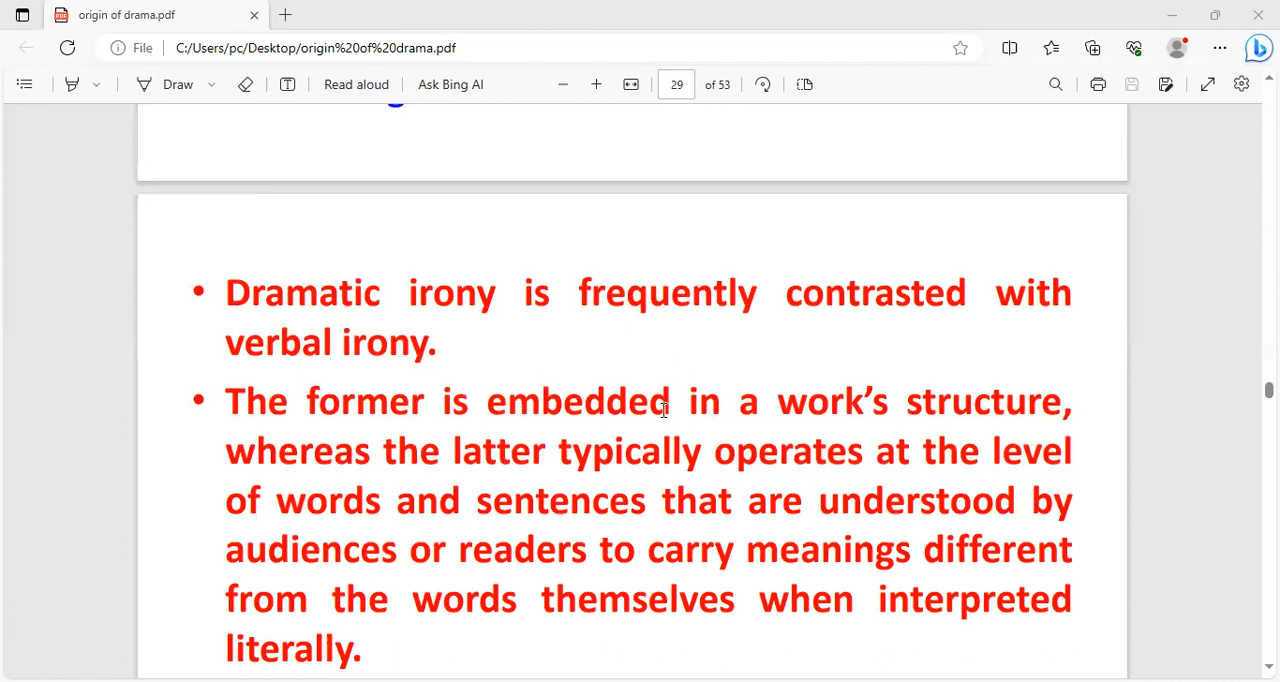 origin of drama.pdf
File
C:/Users/pc/Desktop/origin%20of%20drama.pdf
Draw
Read aloud
Ask Bing AI
29
of 53
• Dramatic irony is frequently contrasted with
verbal irony.
• The former is embedded in a work’s structure,
whereas the latter typically operates at the level
of words and sentences that are understood by
audiences or readers to carry meanings different
from the words themselves when interpreted
literally.